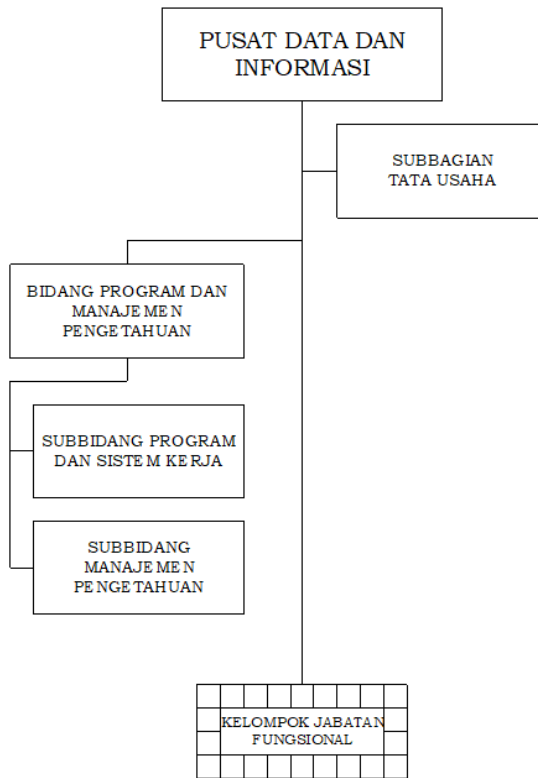 PUSAT DATA DAN
INFORMASI
SUBBAGIAN
TATA USAHA
BIDANG PROGRAM DAN
MANAJEMEN
PENGETAHUAN
SUBBIDANG PROGRAM
DAN SISTEM KERJA
SUBBIDANG
MANAJEMEN
PENGETAHUAN
KELOMPOK JABATAN
FUNGSIONAL